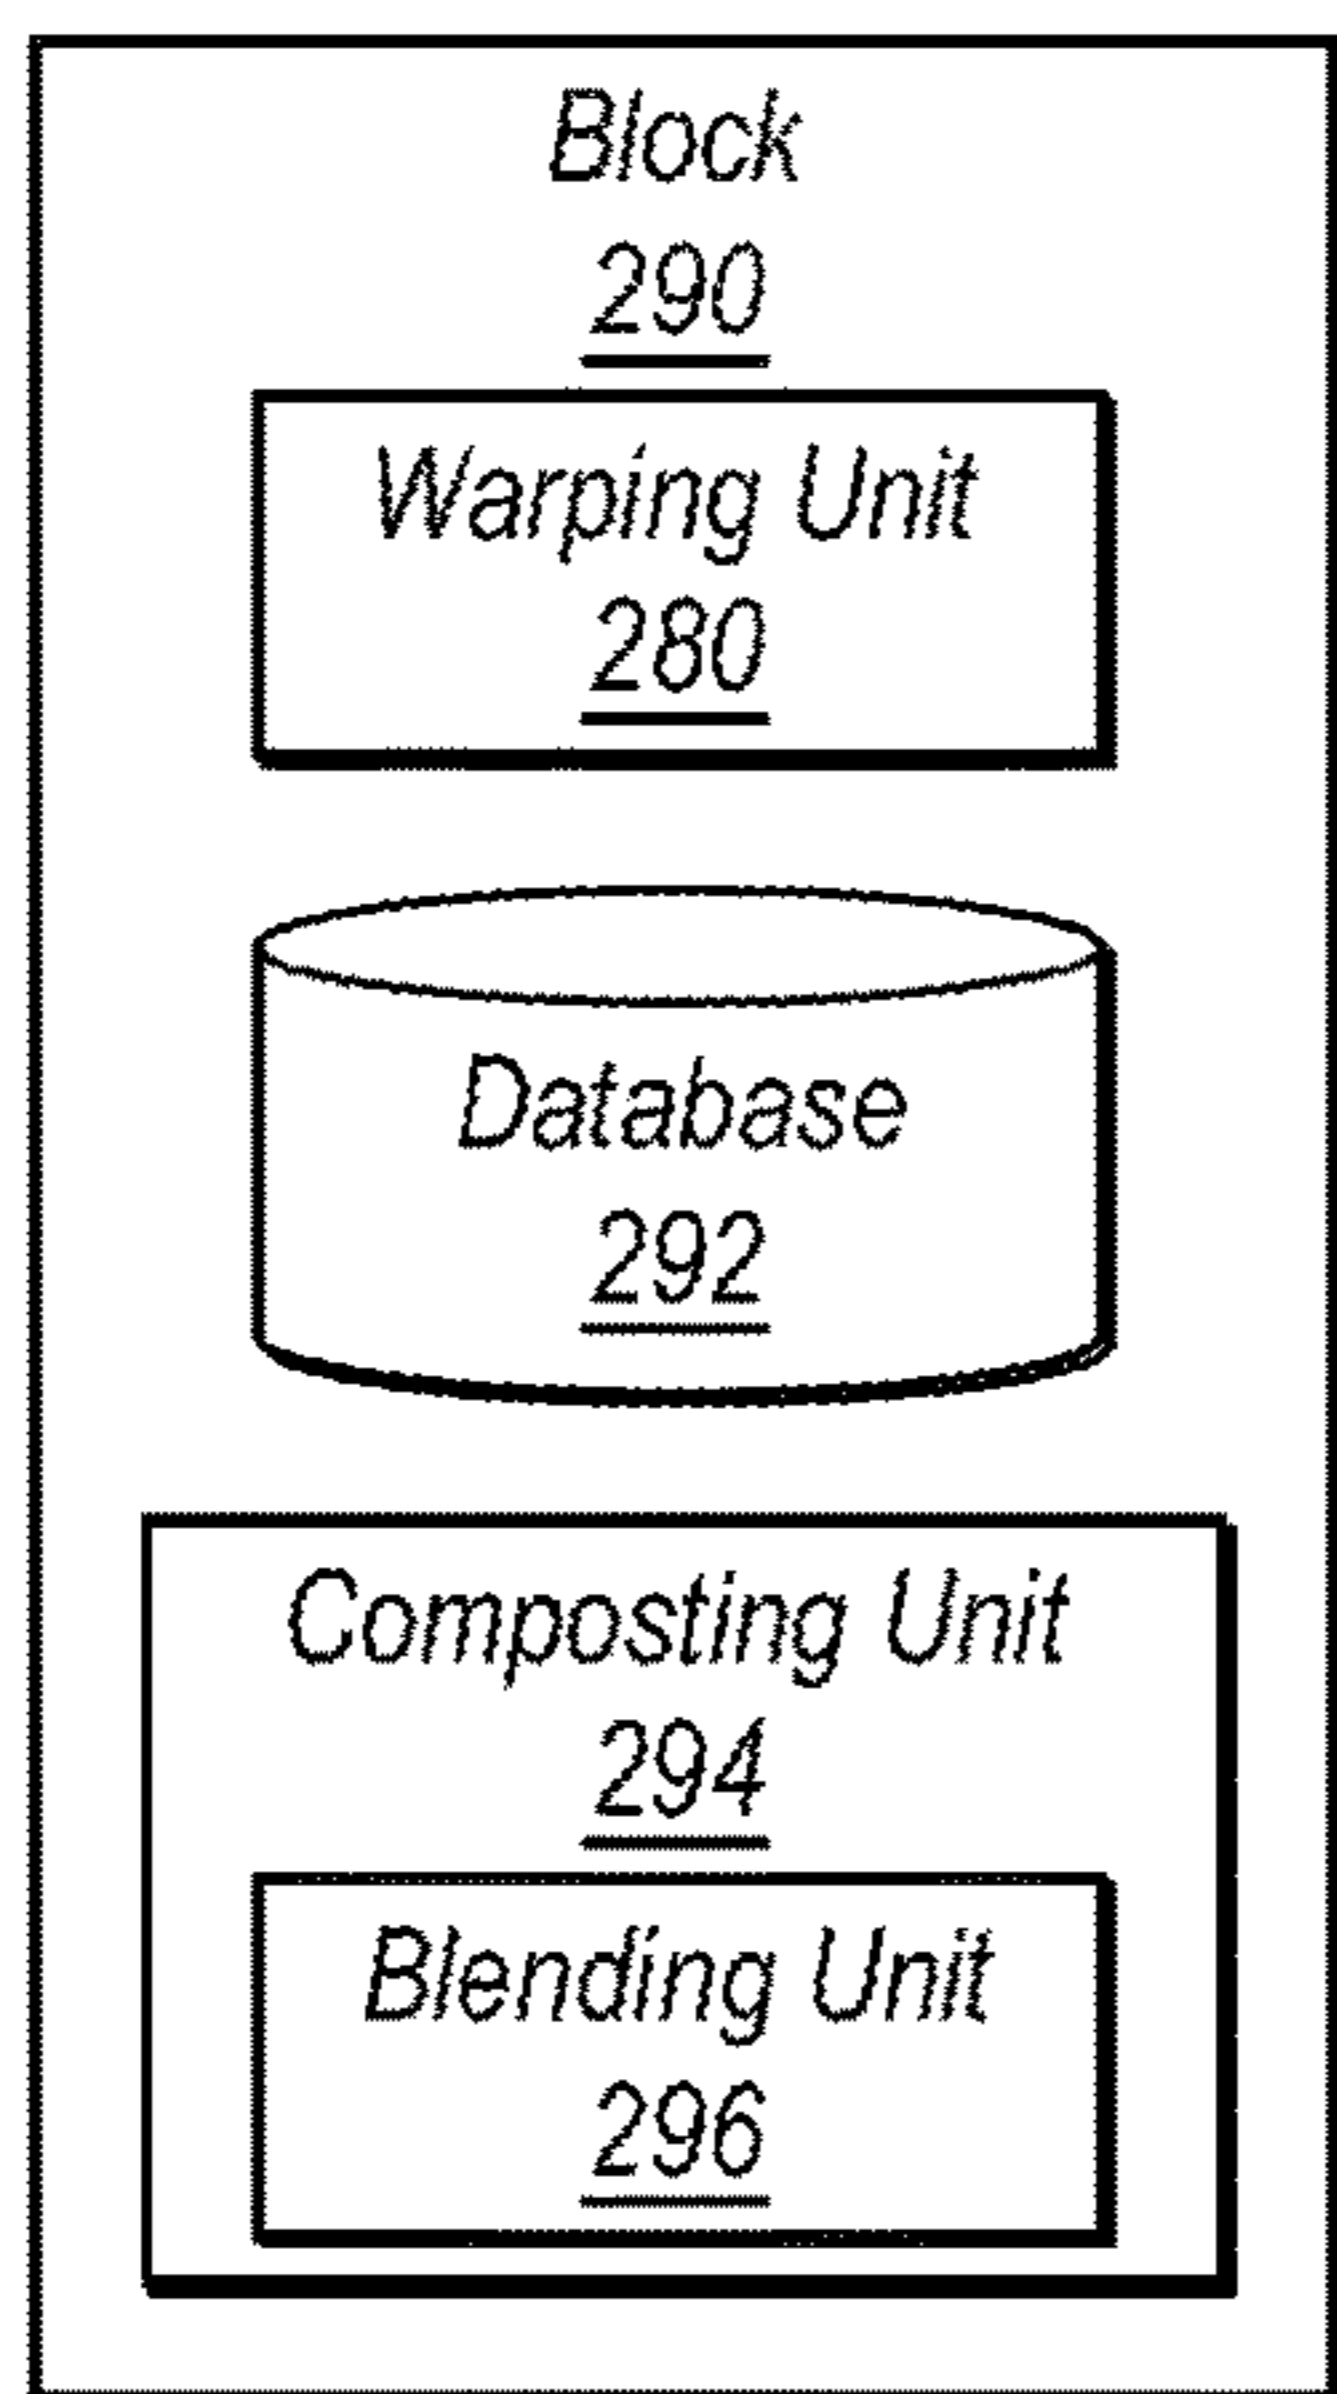 Block
290
Warping Unit
280
Database
292
Composting Unit
294
Blending Unit
296